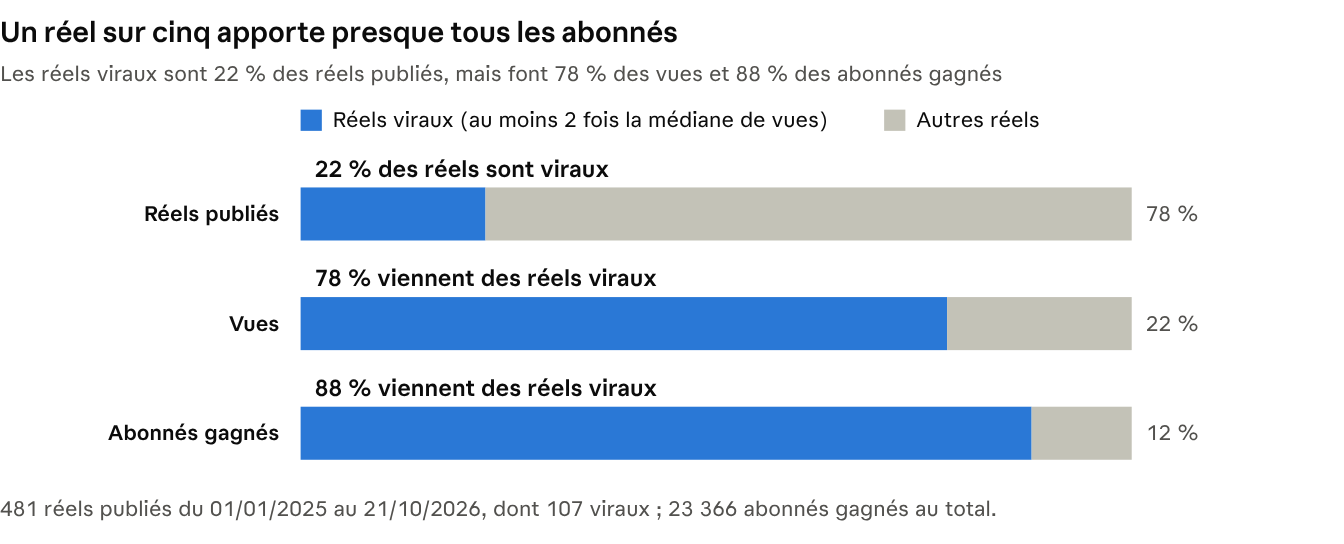 Un réel sur cinq apporte presque tous les abonnés
Les réels viraux sont 22 % des réels publiés, mais font 78 % des vues et 88 % des abonnés gagnés
Réels viraux (au moins 2 fois la médiane de vues)
Autres réels
22 % des réels sont viraux
Réels publiés
78 %
78 % viennent des réels viraux
Vues
22 %
88 % viennent des réels viraux
Abonnés gagnés
12 %
481 réels publiés du 01/01/2025 au 21/10/2026, dont 107 viraux ; 23 366 abonnés gagnés au total.